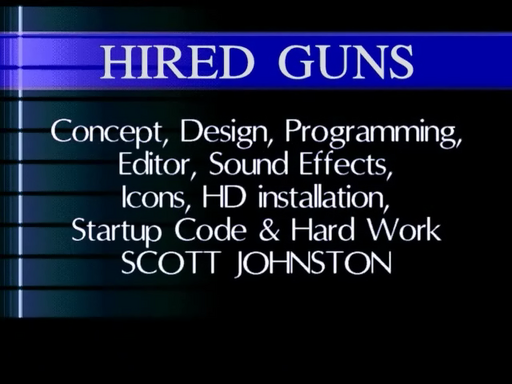 HIRED GUNS
Concept, Design, Programming,
Editor, Sound Effects,
Icons, HD installation,
Startup Code & Hard Work
SCOTT JOHNSTON